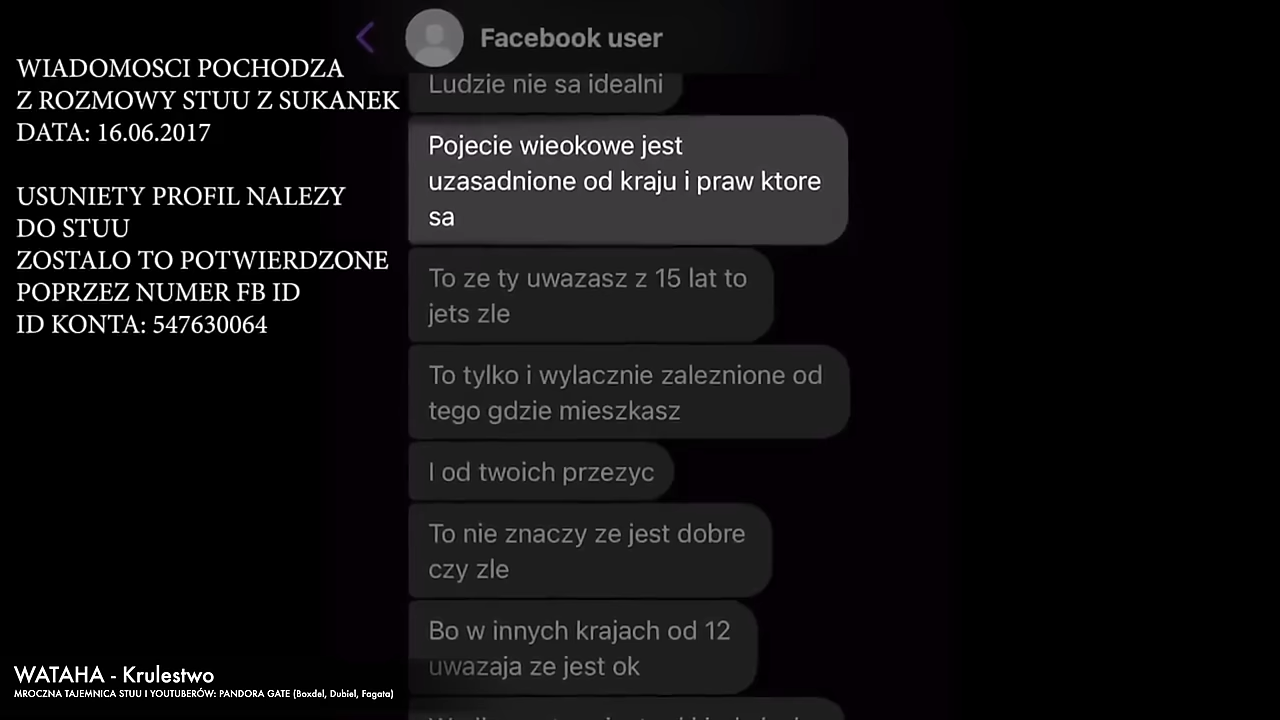 WIADOMOSCI POCHODZA
Z ROZMOWY STUU Z SUKANEK
DATA: 16.06.2017
USUNIETY PROFIL NALEZY
DO STUU
ZOSTALO TO POTWIERDZONE
POPRZEZ NUMER FB ID
ID KONTA: 547630064
Facebook user
Ludzie nie sa idealni
Pojecie wieokowe jest
uzasadnione od kraju i praw ktore
sa
To ze ty uwazasz z 15 lat to
jets zle
To tylko i wylacznie zaleznione od
tego gdzie mieszkasz
I od twoich przezyc
To nie znaczy ze jest dobre
czy zle
Bo w innych krajach od 12
uwazaja ze jest ok
WATAHA - Krulestwo
MROCZNA TAJEMNICA STUU I YOUTUBERÓW: PANDORA GATE (Boxdel, Dubiel, Fagata)